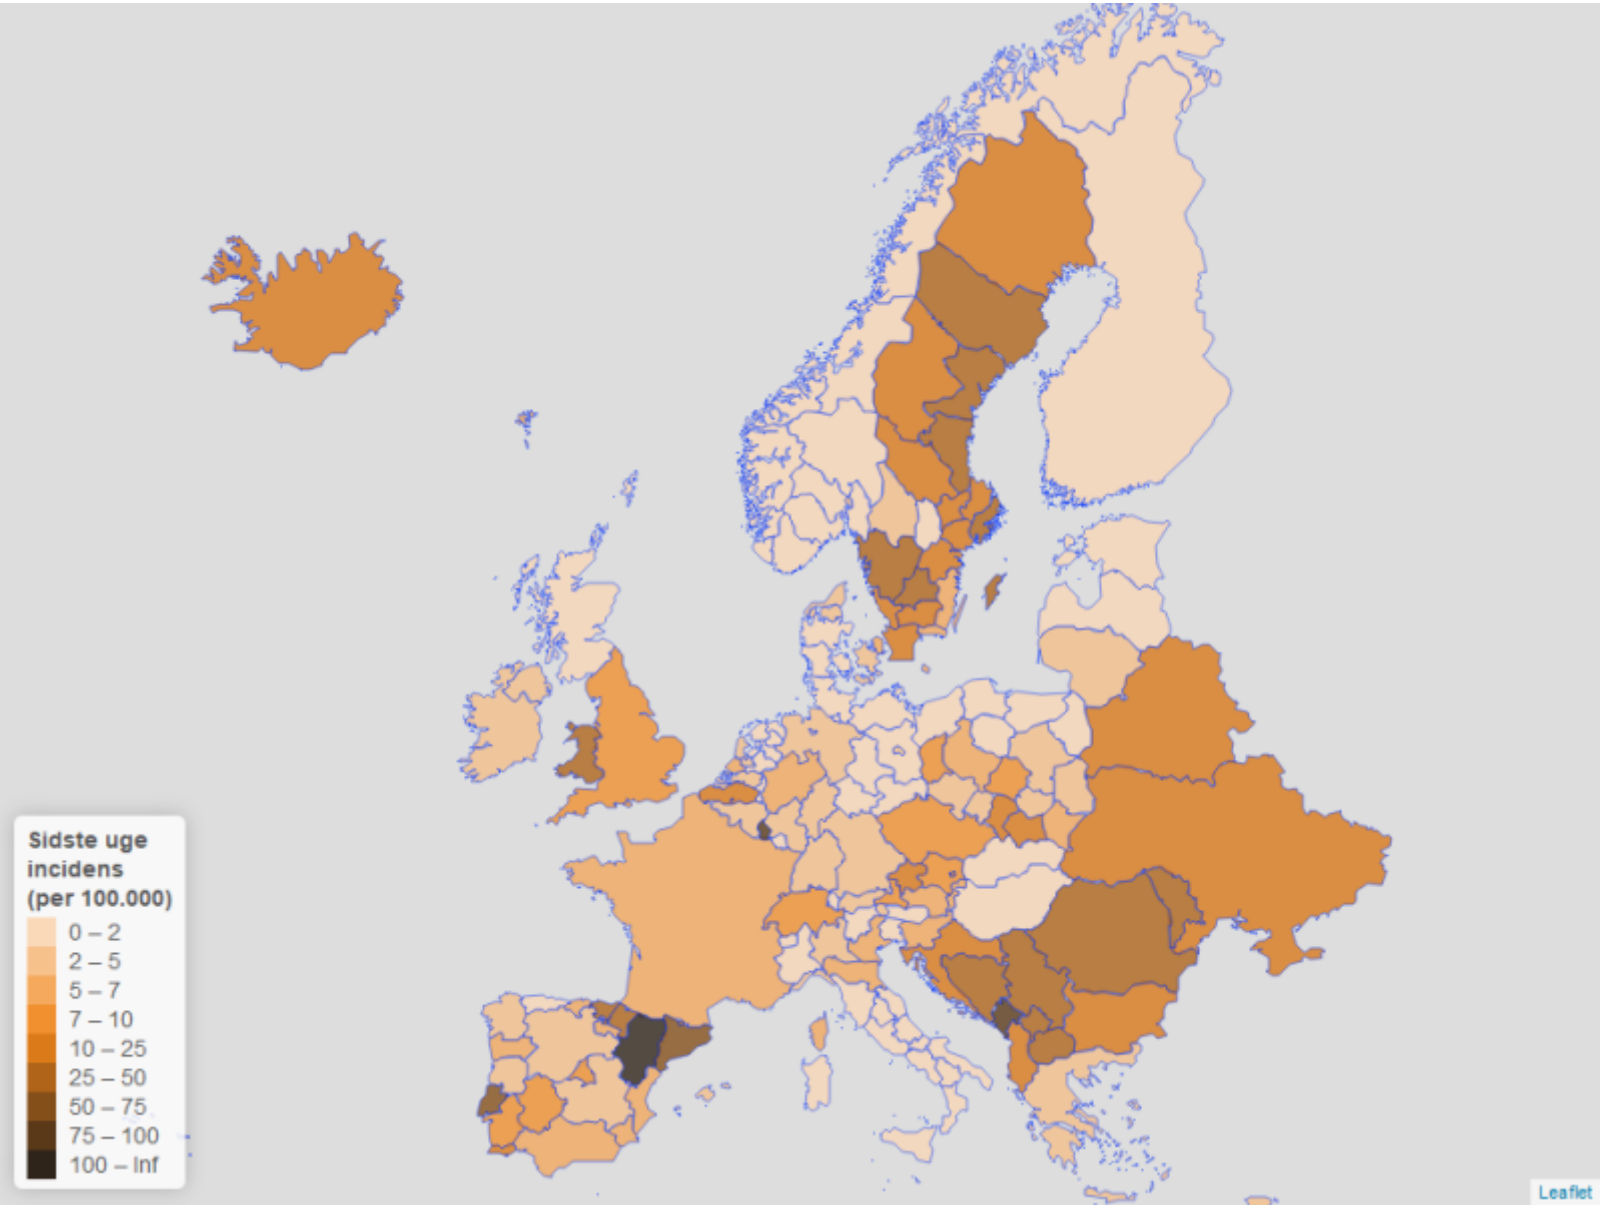 Sidste uge
incidens
(per 100.000)
0 – 2
2 – 5
5 – 7
7 – 10
10 – 25
25 – 50
50 – 75
75 – 100
100 – Inf
Leaflet